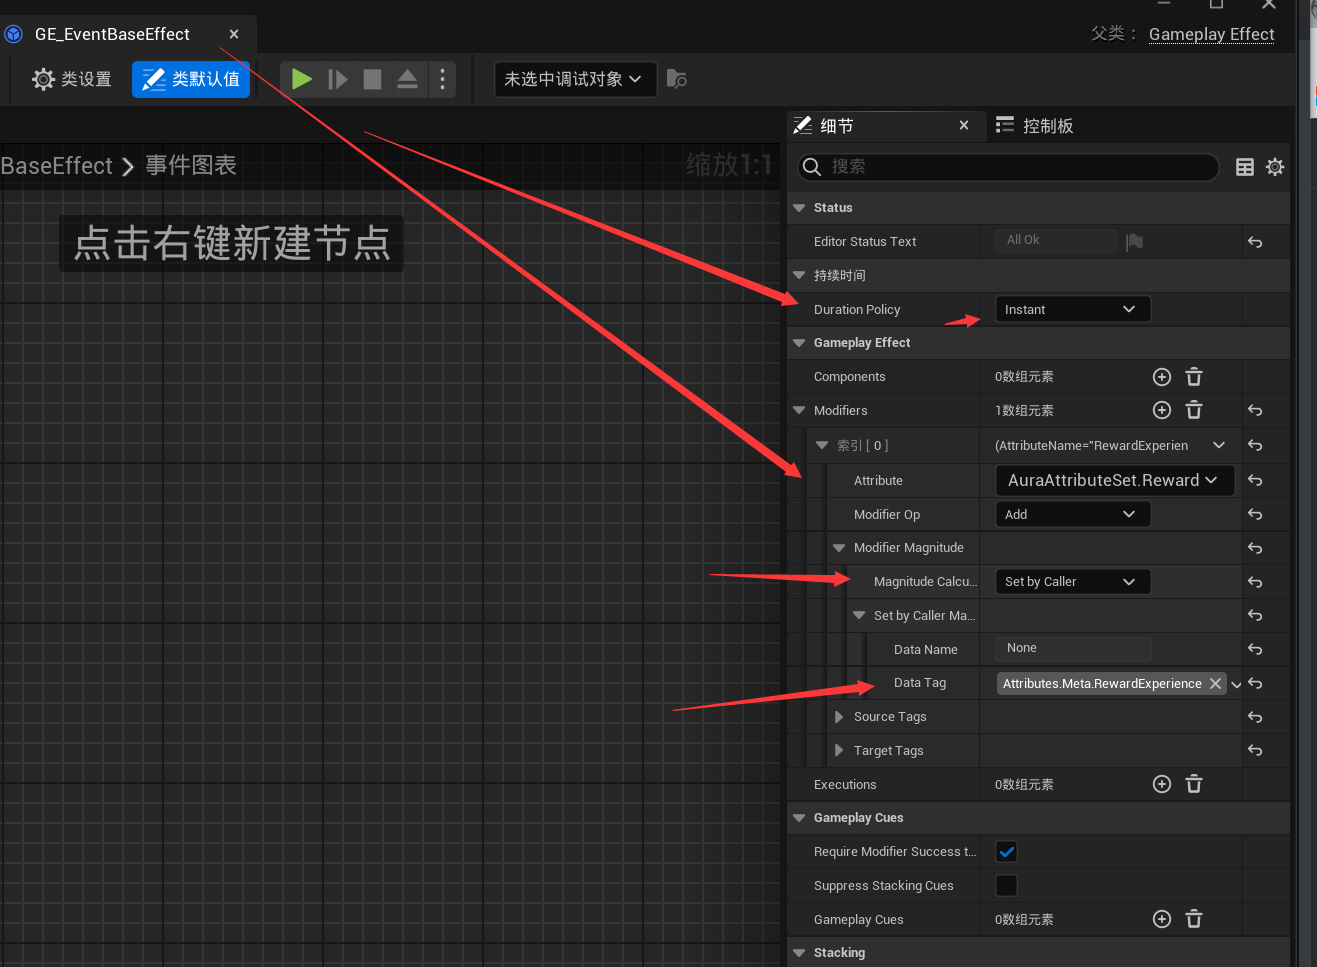 GE_EventBaseEffect
父类： Gameplay Effect
类设置 类默认值 未选中调试对象
细节 控制板
BaseEffect 事件图表 缩放1:1
搜索
点击右键新建节点
Status
Editor Status Text All Ok
持续时间
Duration Policy Instant
Gameplay Effect
Components 0数组元素
Modifiers 1数组元素
索引 [ 0 ] (AttributeName="RewardExperien
Attribute AuraAttributeSet.Reward
Modifier Op Add
Modifier Magnitude
Magnitude Calcu... Set by Caller
Set by Caller Ma...
Data Name None
Data Tag Attributes.Meta.RewardExperience
Source Tags
Target Tags
Executions 0数组元素
Gameplay Cues
Require Modifier Success t...
Suppress Stacking Cues
Gameplay Cues 0数组元素
Stacking